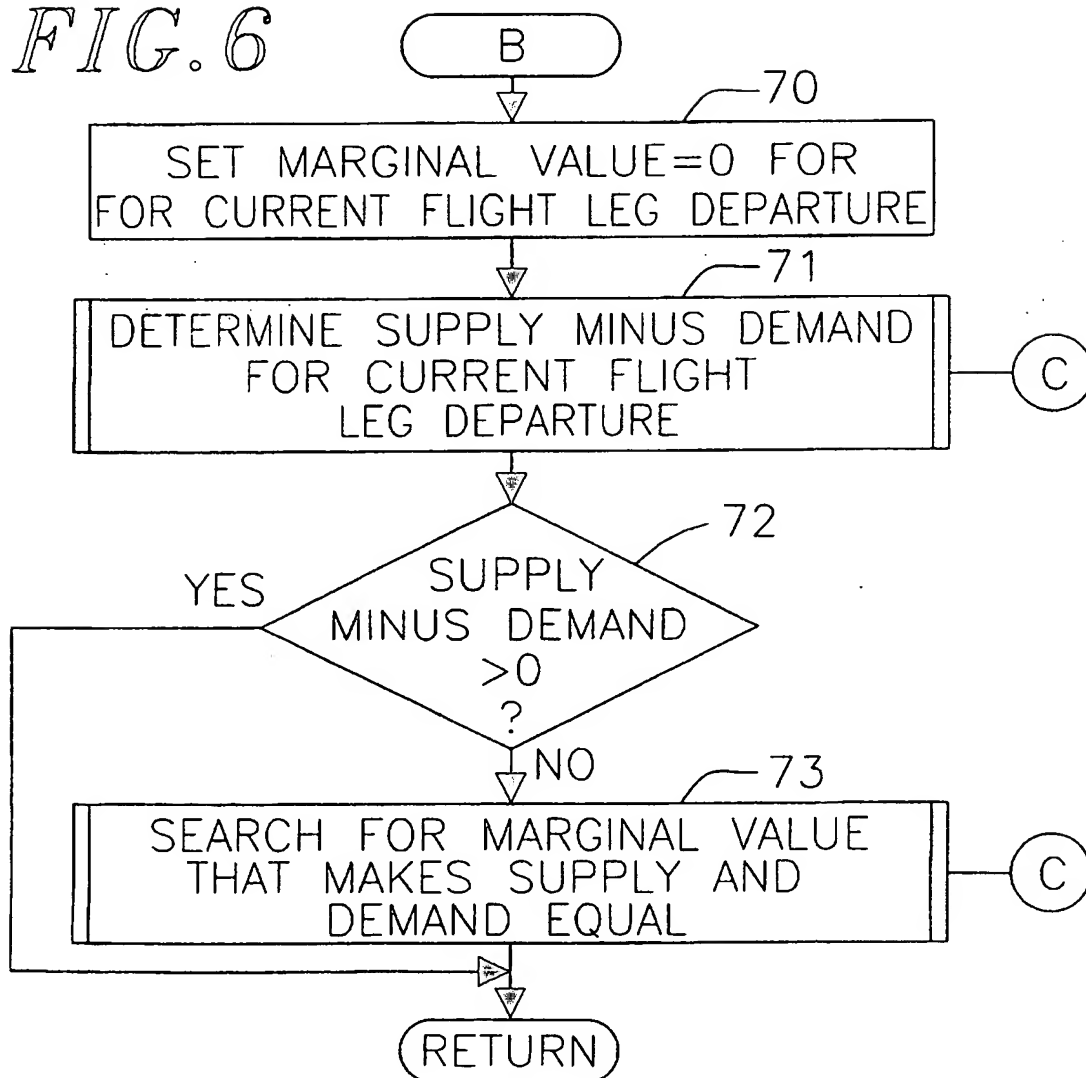 FIG. 6
B
70
SET MARGINAL VALUE=0 FOR
FOR CURRENT FLIGHT LEG DEPARTURE
71
DETERMINE SUPPLY MINUS DEMAND
FOR CURRENT FLIGHT
LEG DEPARTURE
C
72
YES
SUPPLY
MINUS DEMAND
>0
?
NO
73
SEARCH FOR MARGINAL VALUE
THAT MAKES SUPPLY AND
DEMAND EQUAL
C
RETURN